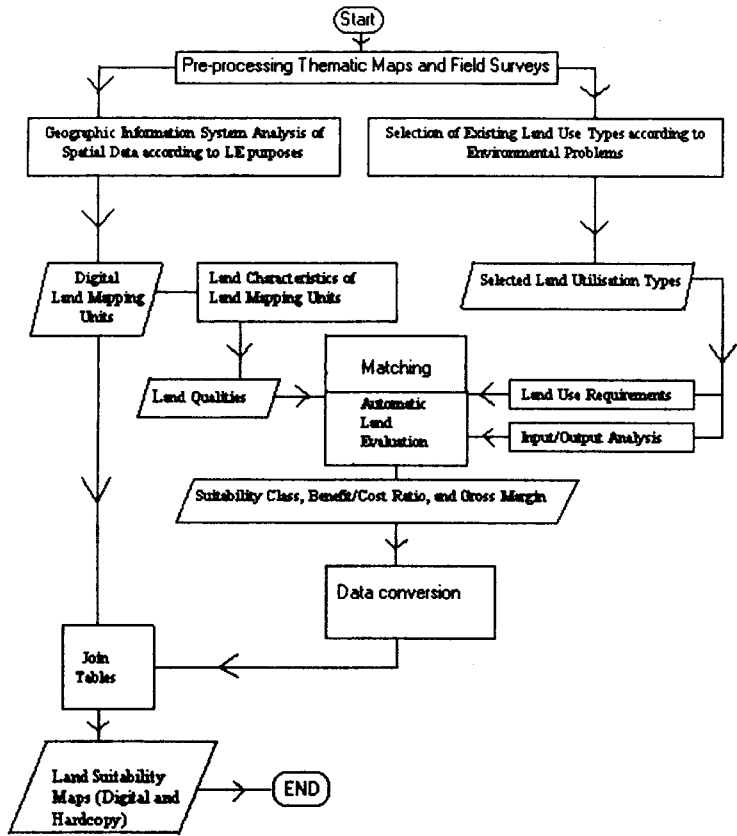 Start
Pre-processing Thematic Maps and Field Surveys
Geographic Information System Analysis of
Spatial Data according to LE purposes
Selection of Existing Land Use Types according to
Environmental Problems
Digital
Land Mapping
Units
Land Characteristics of
Land Mapping Units
Selected Land Utilisation Types
Land Qualities
Matching
Automatic
Land
Evaluation
Land Use Requirements
Input/Output Analysis
Suitability Class, Benefit/Cost Ratio, and Gross Margin
Data conversion
Join
Tables
Land Suitability
Maps (Digital and
Hardcopy)
END